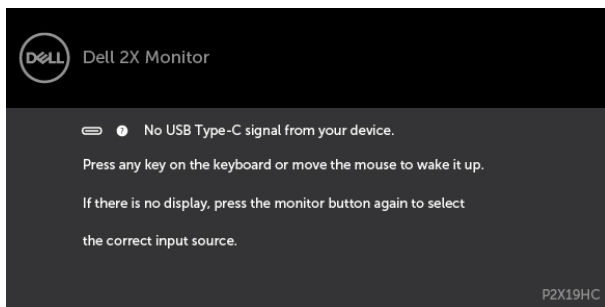 DELL
Dell 2X Monitor
? No USB Type-C signal from your device.
Press any key on the keyboard or move the mouse to wake it up.
If there is no display, press the monitor button again to select
the correct input source.
P2X19HC